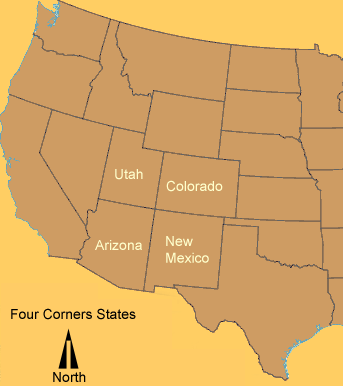 Utah
Colorado
Arizona
New
Mexico
Four Corners States
North